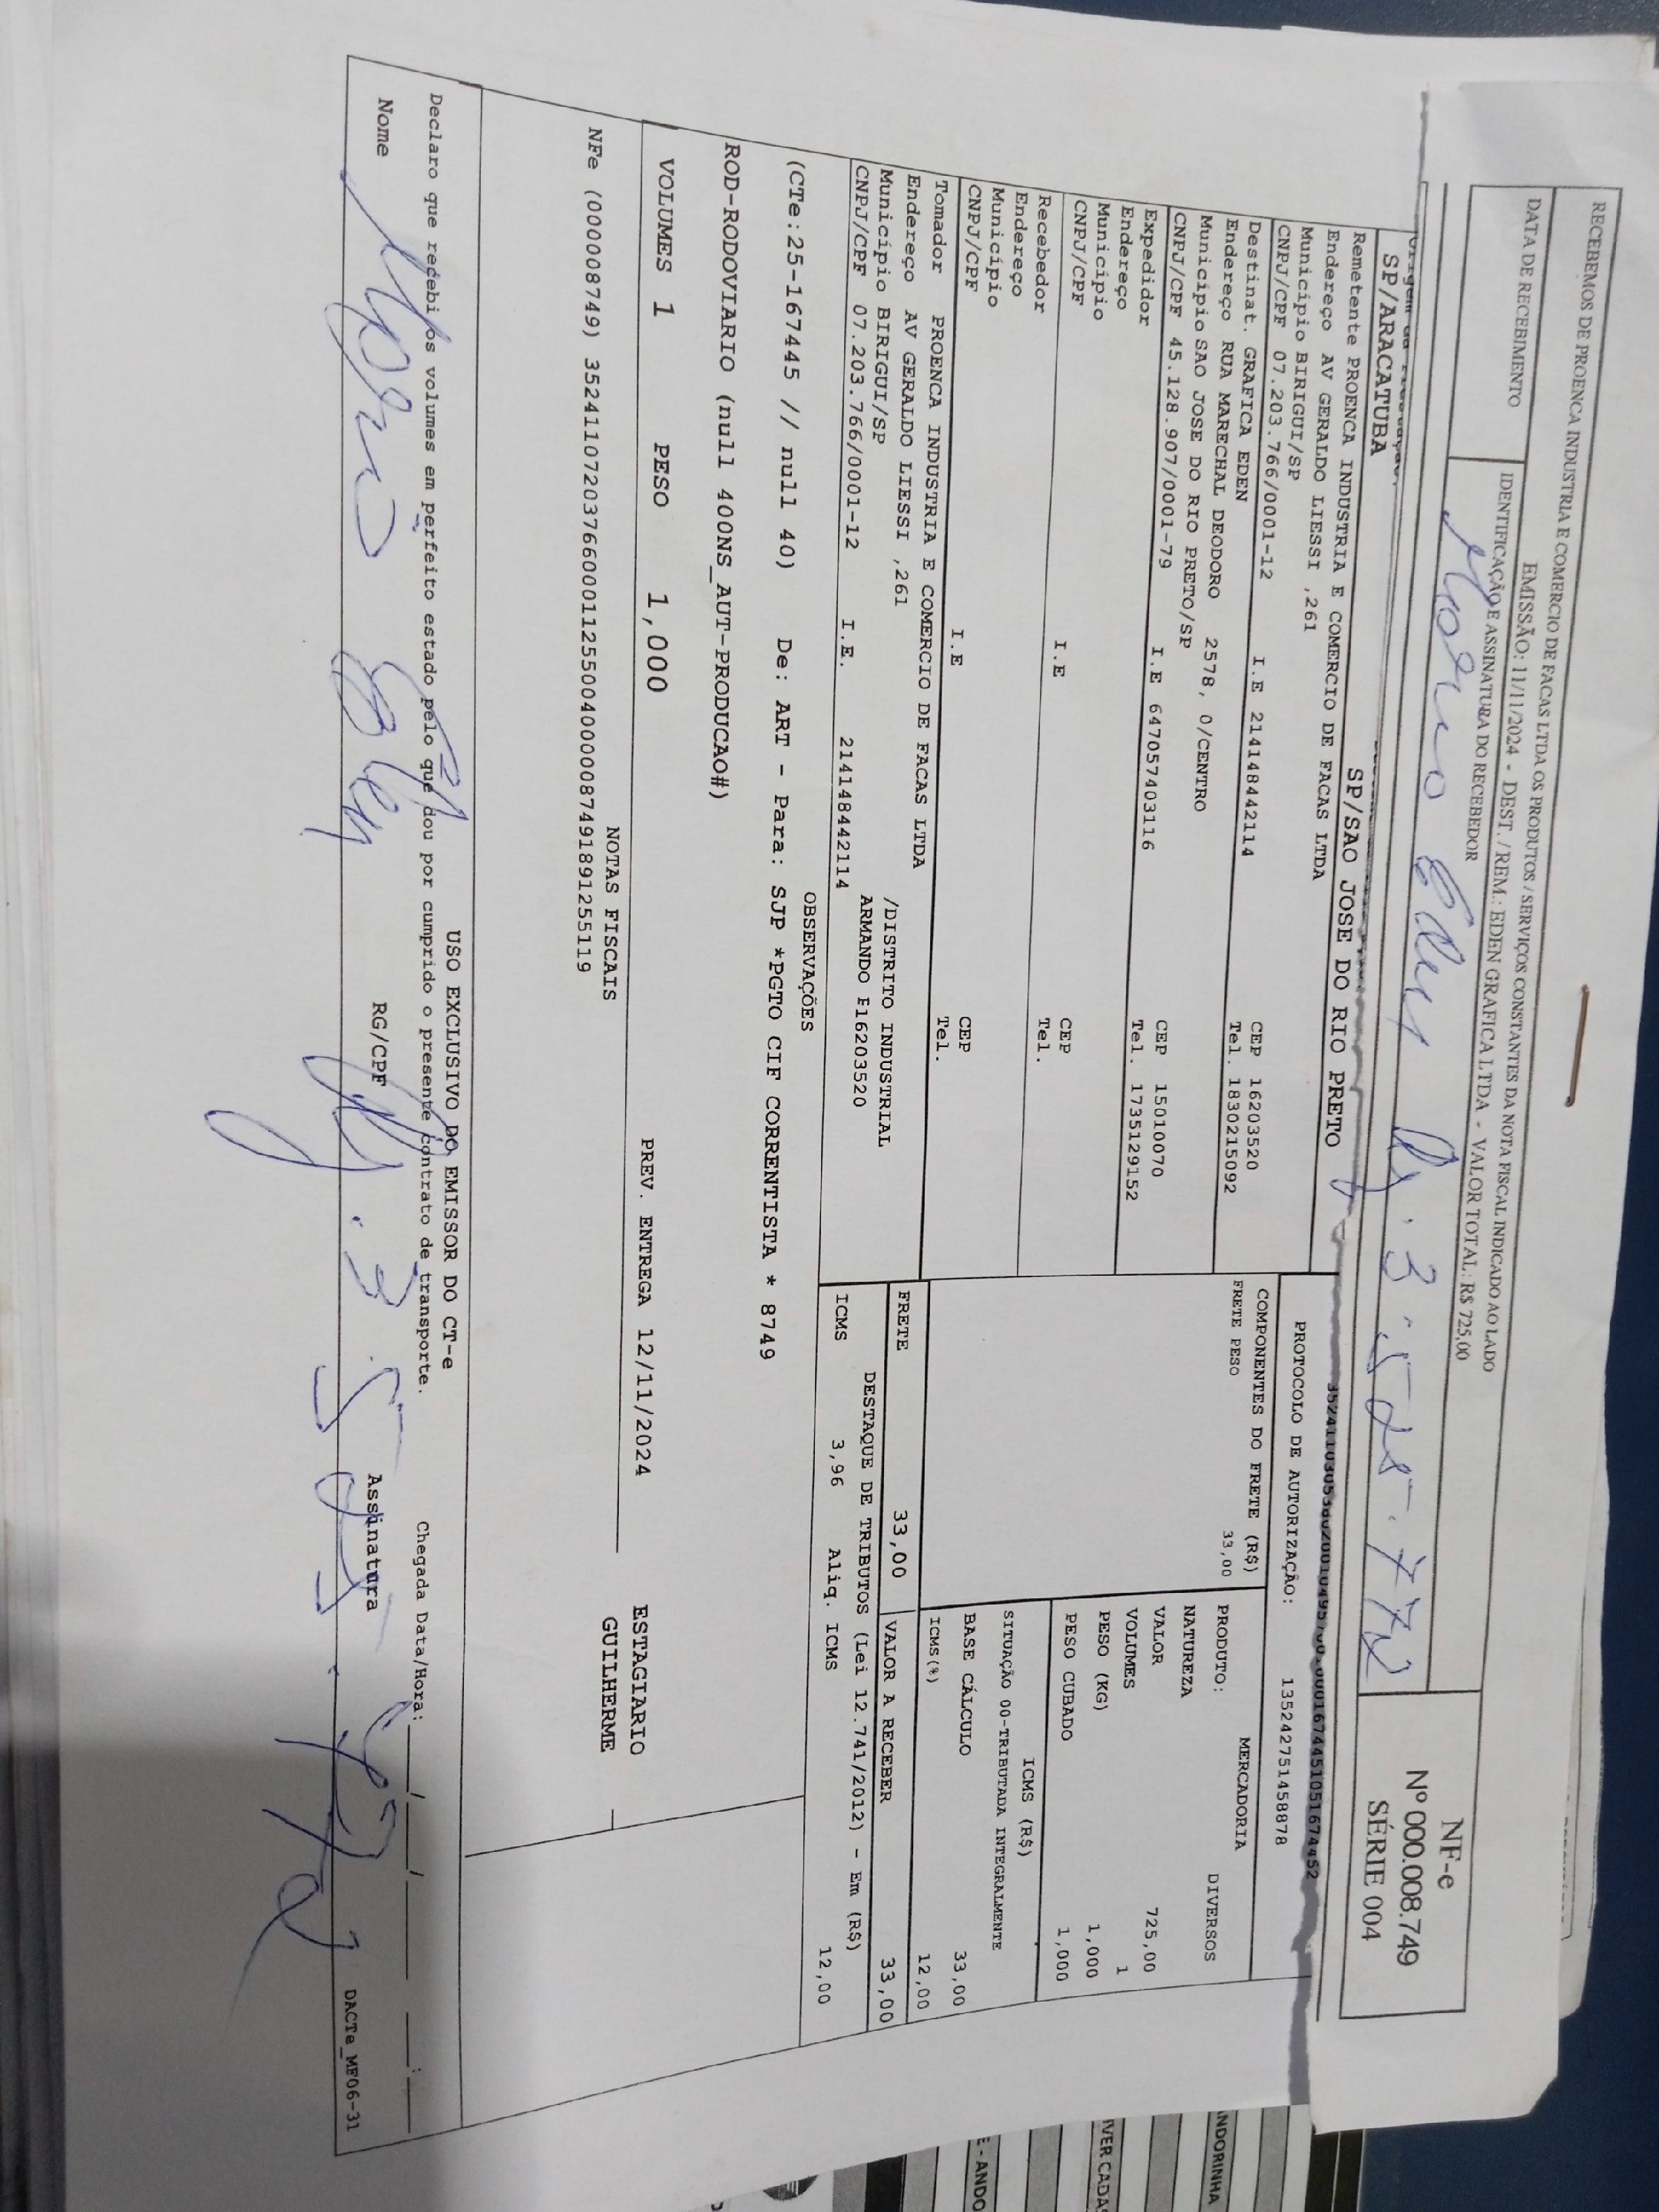 RECEBEMOS DE PROENCA INDUSTRIA E COMERCIO DE FACAS LTDA OS PRODUTOS / SERVIÇOS CONSTANTES DA NOTA FISCAL INDICADO AO LADO
EMISSÃO: 11/11/2024 - DEST. / REM.: EDEN GRAFICA LTDA - VALOR TOTAL: R$ 725,00
DATA DE RECEBIMENTO
IDENTIFICAÇÃO E ASSINATURA DO RECEBEDOR
NF-e
Nº 000.008.749
SÉRIE 004
SP/ARACATUBA
SP/SAO JOSE DO RIO PRETO
Remetente PROENCA INDUSTRIA E COMERCIO DE FACAS LTDA
Endereço AV GERALDO LIESSI ,261
Município BIRIGUI/SP CEP 16203520
CNPJ/CPF 07.203.766/0001-12 I.E 214148442114 Tel. 1830215092
Destinat. GRAFICA EDEN
Endereço RUA MARECHAL DEODORO 2578, 0/CENTRO
Município SAO JOSE DO RIO PRETO/SP CEP 15010070
CNPJ/CPF 45.128.907/0001-79 I.E 647057403116 Tel. 1735129152
Expedidor
Endereço
Município CEP
CNPJ/CPF I.E Tel.
Recebedor
Endereço
Município CEP
CNPJ/CPF I.E Tel.
Tomador PROENCA INDUSTRIA E COMERCIO DE FACAS LTDA
Endereço AV GERALDO LIESSI ,261 /DISTRITO INDUSTRIAL
Município BIRIGUI/SP ARMANDO F16203520
CNPJ/CPF 07.203.766/0001-12 I.E. 214148442114
PROTOCOLO DE AUTORIZAÇÃO: 135242751458878
COMPONENTES DO FRETE (R$)
FRETE PESO 33,00
MERCADORIA
PRODUTO: DIVERSOS
NATUREZA
VALOR 725,00
VOLUMES 1
PESO (KG) 1,000
PESO CUBADO 1,000
ICMS (R$)
SITUAÇÃO 00-TRIBUTADA INTEGRALMENTE
BASE CÁLCULO 33,00
ICMS(%) 12,00
FRETE 33,00 VALOR A RECEBER 33,00
DESTAQUE DE TRIBUTOS (Lei 12.741/2012) - Em (R$)
ICMS 3,96 Aliq. ICMS 12,00
OBSERVAÇÕES
(CTe:25-167445 // null 40) De: ART - Para: SJP *PGTO CIF CORRENTISTA * 8749
ROD-RODOVIARIO (null 400NS_AUT-PRODUCAO#)
VOLUMES 1 PESO 1,000 PREV. ENTREGA 12/11/2024 ESTAGIARIO
GUILHERME
NOTAS FISCAIS
NFe (000008749) 35241107203766000112550040000087491891255119
USO EXCLUSIVO DO EMISSOR DO CT-e
Declaro que recebi os volumes em perfeito estado pelo que dou por cumprido o presente contrato de transporte. Chegada Data/Hora: ___/___/___ ___:___
Nome RG/CPF Assinatura
DACTe_MF06-31